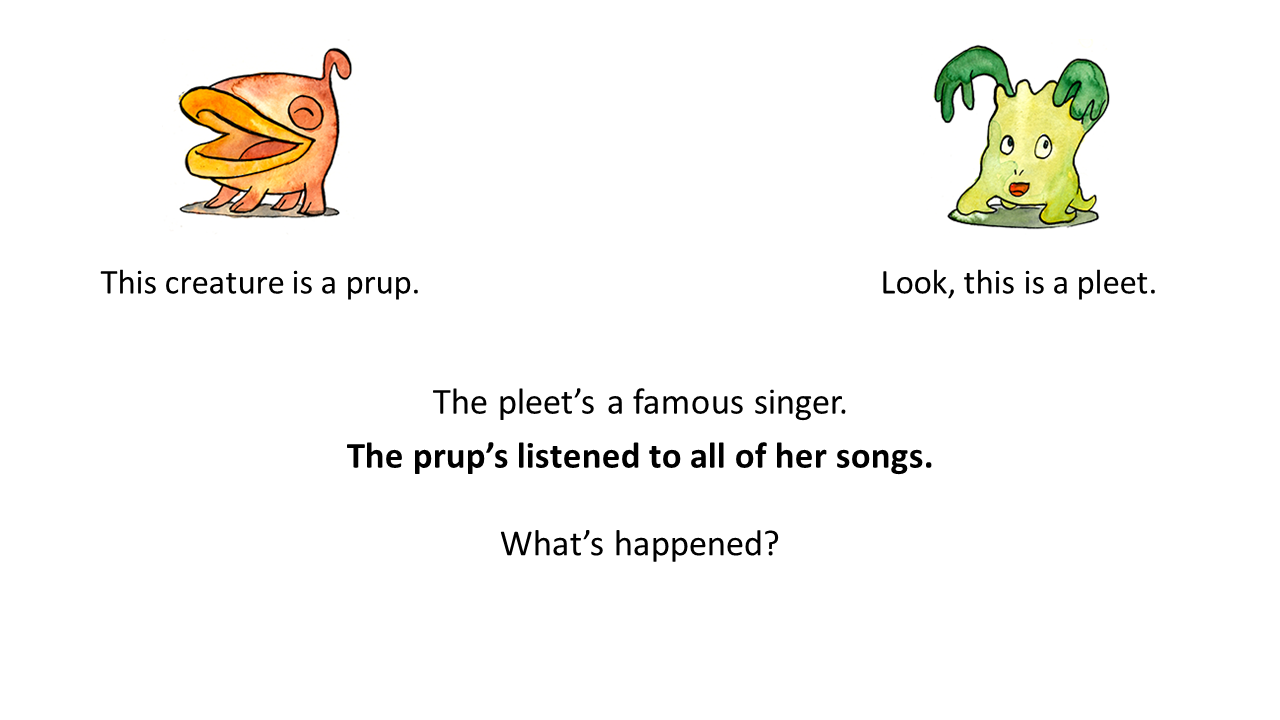 This creature is a prup.
Look, this is a pleet.
The pleet’s a famous singer.
The prup’s listened to all of her songs.
What’s happened?